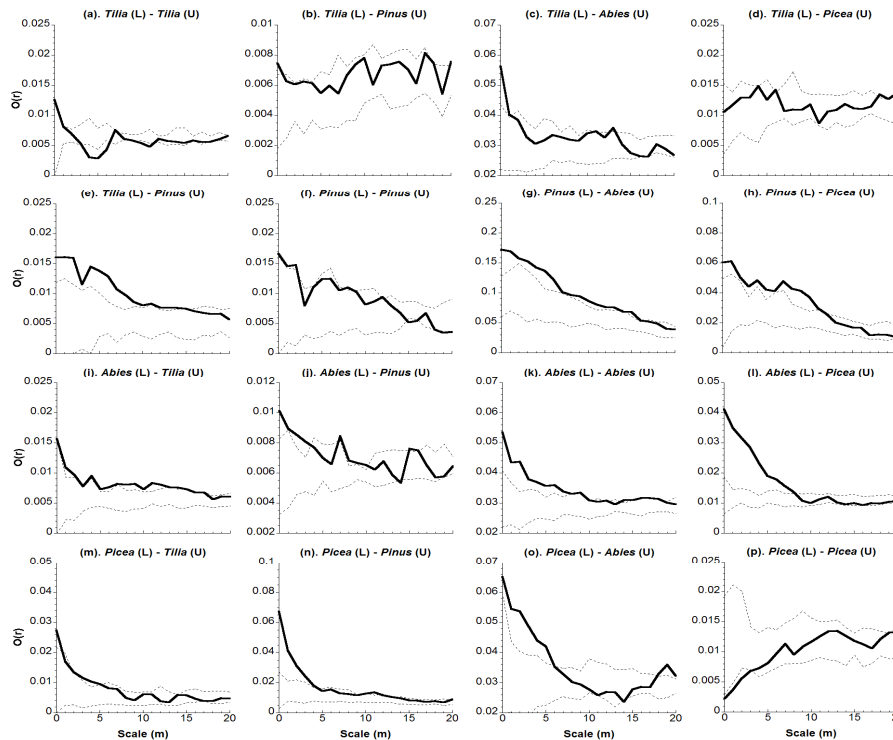 (a). Tilia (L) - Tilia (U) (b). Tilia (L) - Pinus (U) (c). Tilia (L) - Abies (U) (d). Tilia (L) - Picea (U)
0.025 0.01 0.07 0.025
0.02 0.008 0.06 0.02
0.015 0.006 0.05 0.015
O(r)
0.01 0.004 0.04 0.01
0.005 0.002 0.03 0.005
0 0 0.02 0
(e). Tilia (L) - Pinus (U) (f). Pinus (L) - Pinus (U) (g). Pinus (L) - Abies (U) (h). Pinus (L) - Picea (U)
0.025 0.025 0.25 0.1
0.02 0.02 0.2 0.08
0.015 0.015 0.15 0.06
O(r)
0.01 0.01 0.1 0.04
0.005 0.005 0.05 0.02
0 0 0 0
(i). Abies (L) - Tilia (U) (j). Abies (L) - Pinus (U) (k). Abies (L) - Abies (U) (l). Abies (L) - Picea (U)
0.025 0.012 0.07 0.05
0.02 0.01 0.06 0.04
0.015 0.008 0.05 0.03
O(r)
0.01 0.006 0.04 0.02
0.005 0.004 0.03 0.01
0 0.002 0.02 0
(m). Picea (L) - Tilia (U) (n). Picea (L) - Pinus (U) (o). Picea (L) - Abies (U) (p). Picea (L) - Picea (U)
0.05 0.1 0.07 0.025
0.04 0.08 0.06 0.02
0.03 0.06 0.05 0.015
O(r)
0.02 0.04 0.04 0.01
0.01 0.02 0.03 0.005
0 0 0.02 0
0 5 10 15 20 0 5 10 15 20 0 5 10 15 20 0 5 10 15 20
Scale (m) Scale (m) Scale (m) Scale (m)